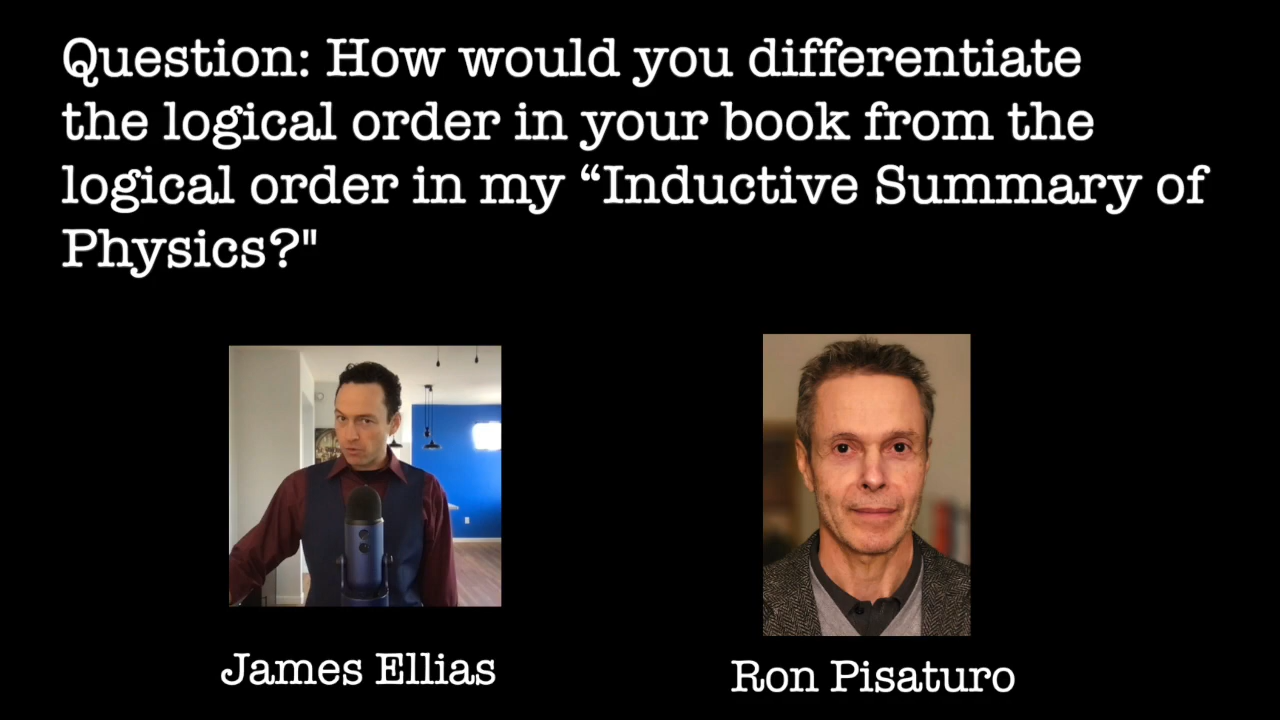 Question: How would you differentiate
the logical order in your book from the
logical order in my “Inductive Summary of
Physics?"
James Ellias
Ron Pisaturo